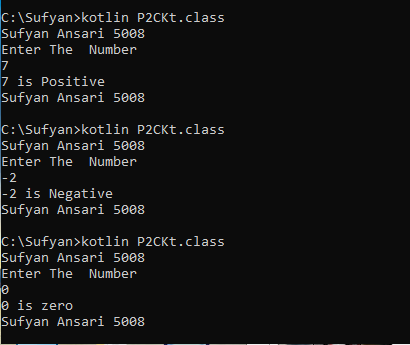 C:\Sufyan>kotlin P2CKt.class
Sufyan Ansari 5008
Enter The  Number
7
7 is Positive
Sufyan Ansari 5008
C:\Sufyan>kotlin P2CKt.class
Sufyan Ansari 5008
Enter The  Number
-2
-2 is Negative
Sufyan Ansari 5008
C:\Sufyan>kotlin P2CKt.class
Sufyan Ansari 5008
Enter The  Number
0
0 is zero
Sufyan Ansari 5008